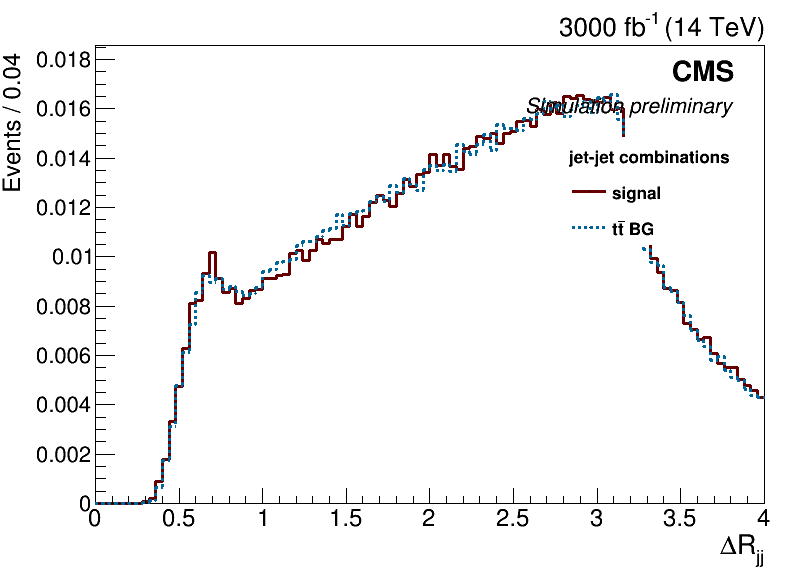 3000 fb⁻¹ (14 TeV)
Events / 0.04
0.018
CMS
0.016
Simulation preliminary
0.014
jet-jet combinations
0.012
signal
tt̄ BG
0.01
0.008
0.006
0.004
0.002
0
0 0.5 1 1.5 2 2.5 3 3.5 4
ΔR_jj